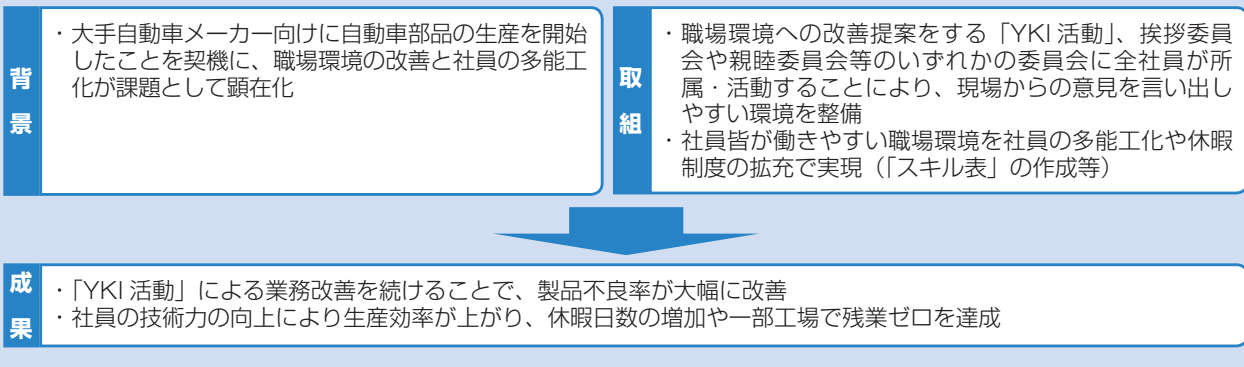 背景
・大手自動車メーカー向けに自動車部品の生産を開始
したことを契機に、職場環境の改善と社員の多能工
化が課題として顕在化
取組
・職場環境への改善提案をする「YKI 活動」、挨拶委員
会や親睦委員会等のいずれかの委員会に全社員が所
属・活動することにより、現場からの意見を言い出し
やすい環境を整備
・社員皆が働きやすい職場環境を社員の多能工化や休暇
制度の拡充で実現（「スキル表」の作成等）
成果
・「YKI 活動」による業務改善を続けることで、製品不良率が大幅に改善
・社員の技術力の向上により生産効率が上がり、休暇日数の増加や一部工場で残業ゼロを達成